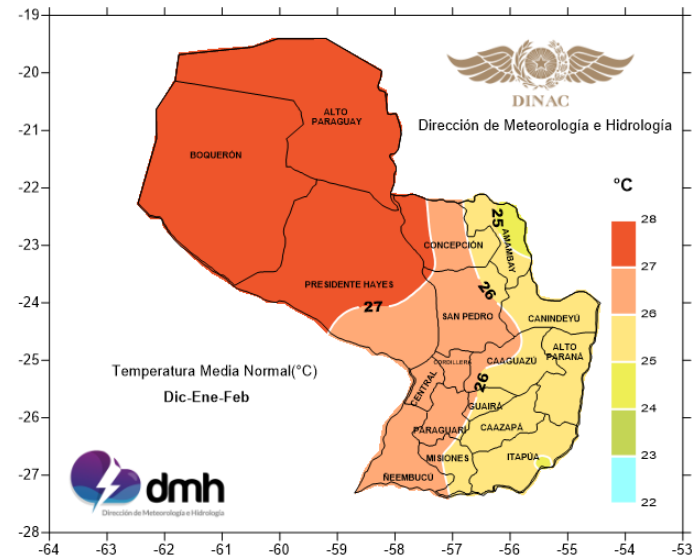 -19
-20
-21
-22
-23
-24
-25
-26
-27
-28
-64
-63
-62
-61
-60
-59
-58
-57
-56
-55
-54
-53
DINAC
Dirección de Meteorología e Hidrología
°C
28
27
26
25
24
23
22
ALTO
PARAGUAY
BOQUERÓN
25
CONCEPCIÓN
AMAMBAY
PRESIDENTE HAYES
27
26
SAN PEDRO
CANINDEYÚ
CORDILLERA
CAAGUAZÚ
ALTO
PARANÁ
CENTRAL
26
GUAIRÁ
PARAGUARÍ
CAAZAPÁ
MISIONES
ITAPÚA
ÑEEMBUCÚ
Temperatura Media Normal(°C)
Dic-Ene-Feb
dmh
Dirección de Meteorología e Hidrología